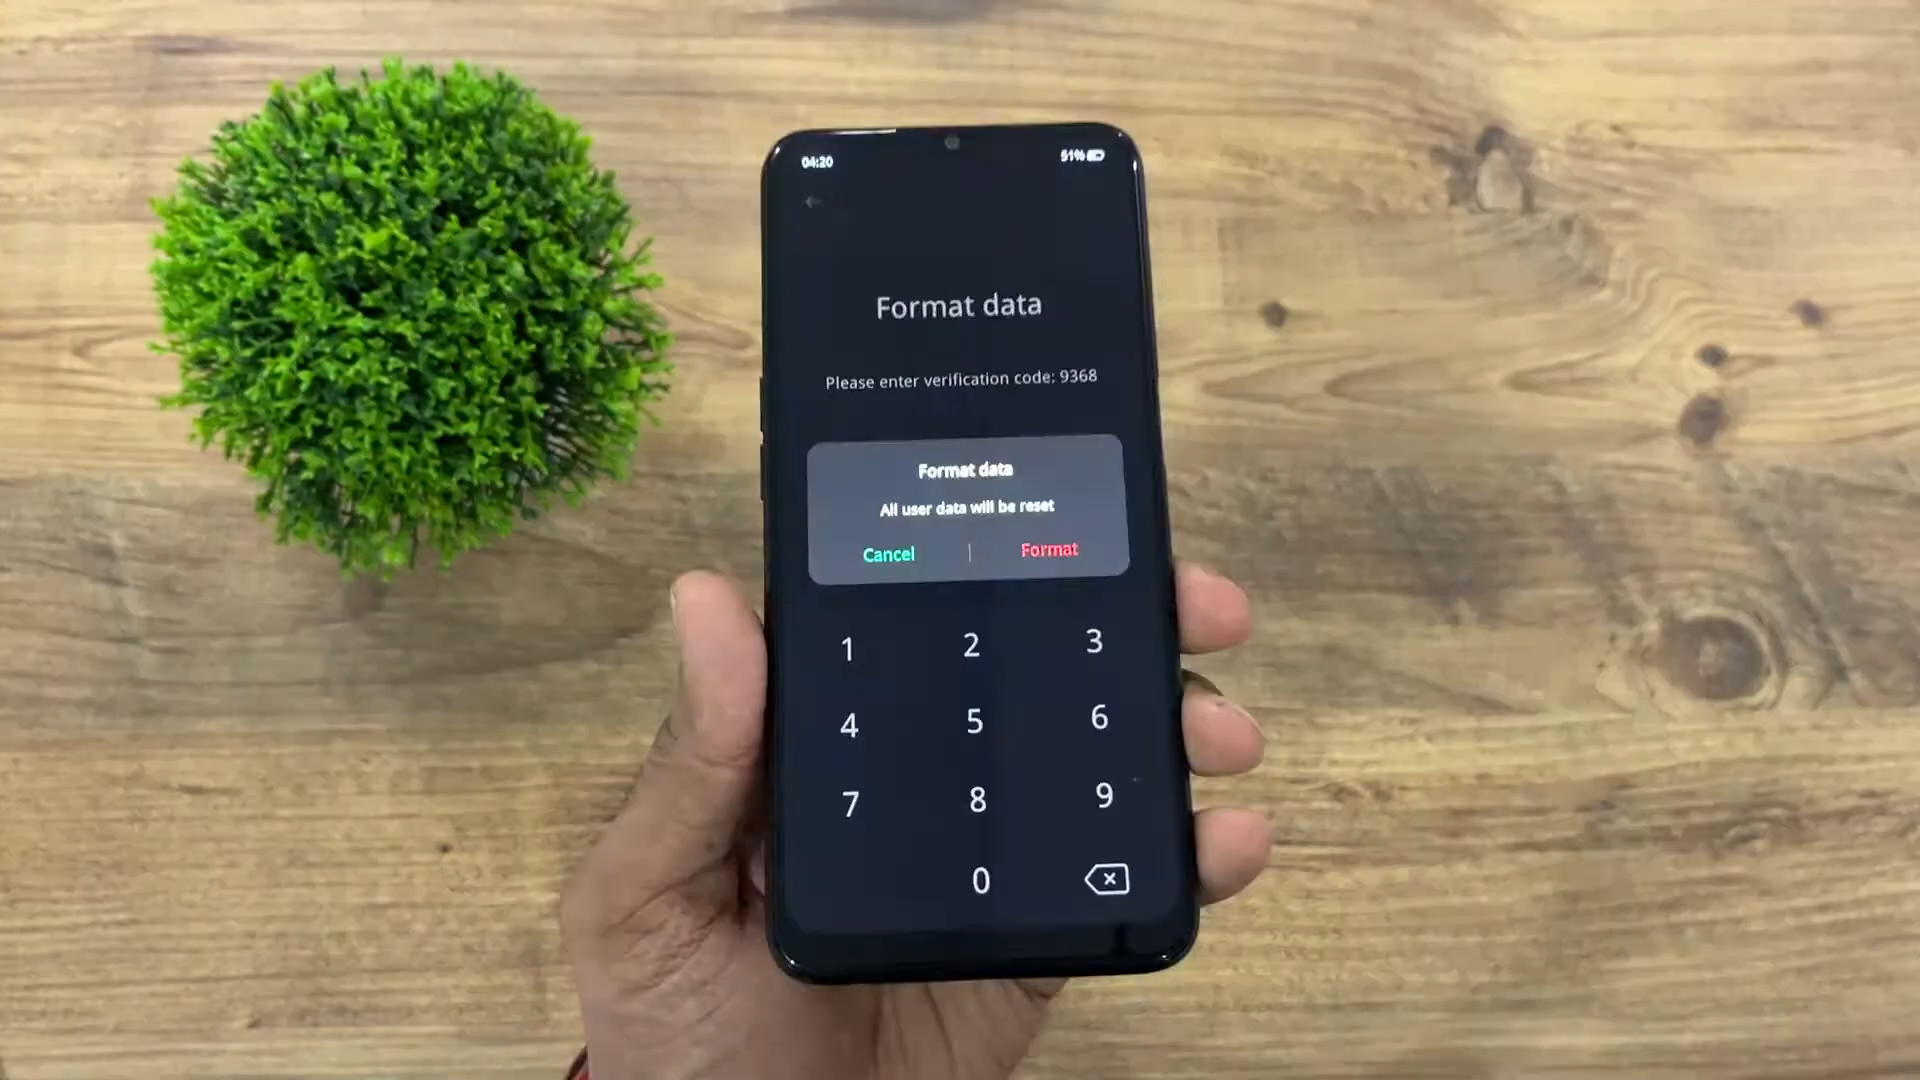 04:20 51%
Format data
Please enter verification code: 9368
Format data
All user data will be reset
Cancel | Format
1 2 3
4 5 6
7 8 9
0